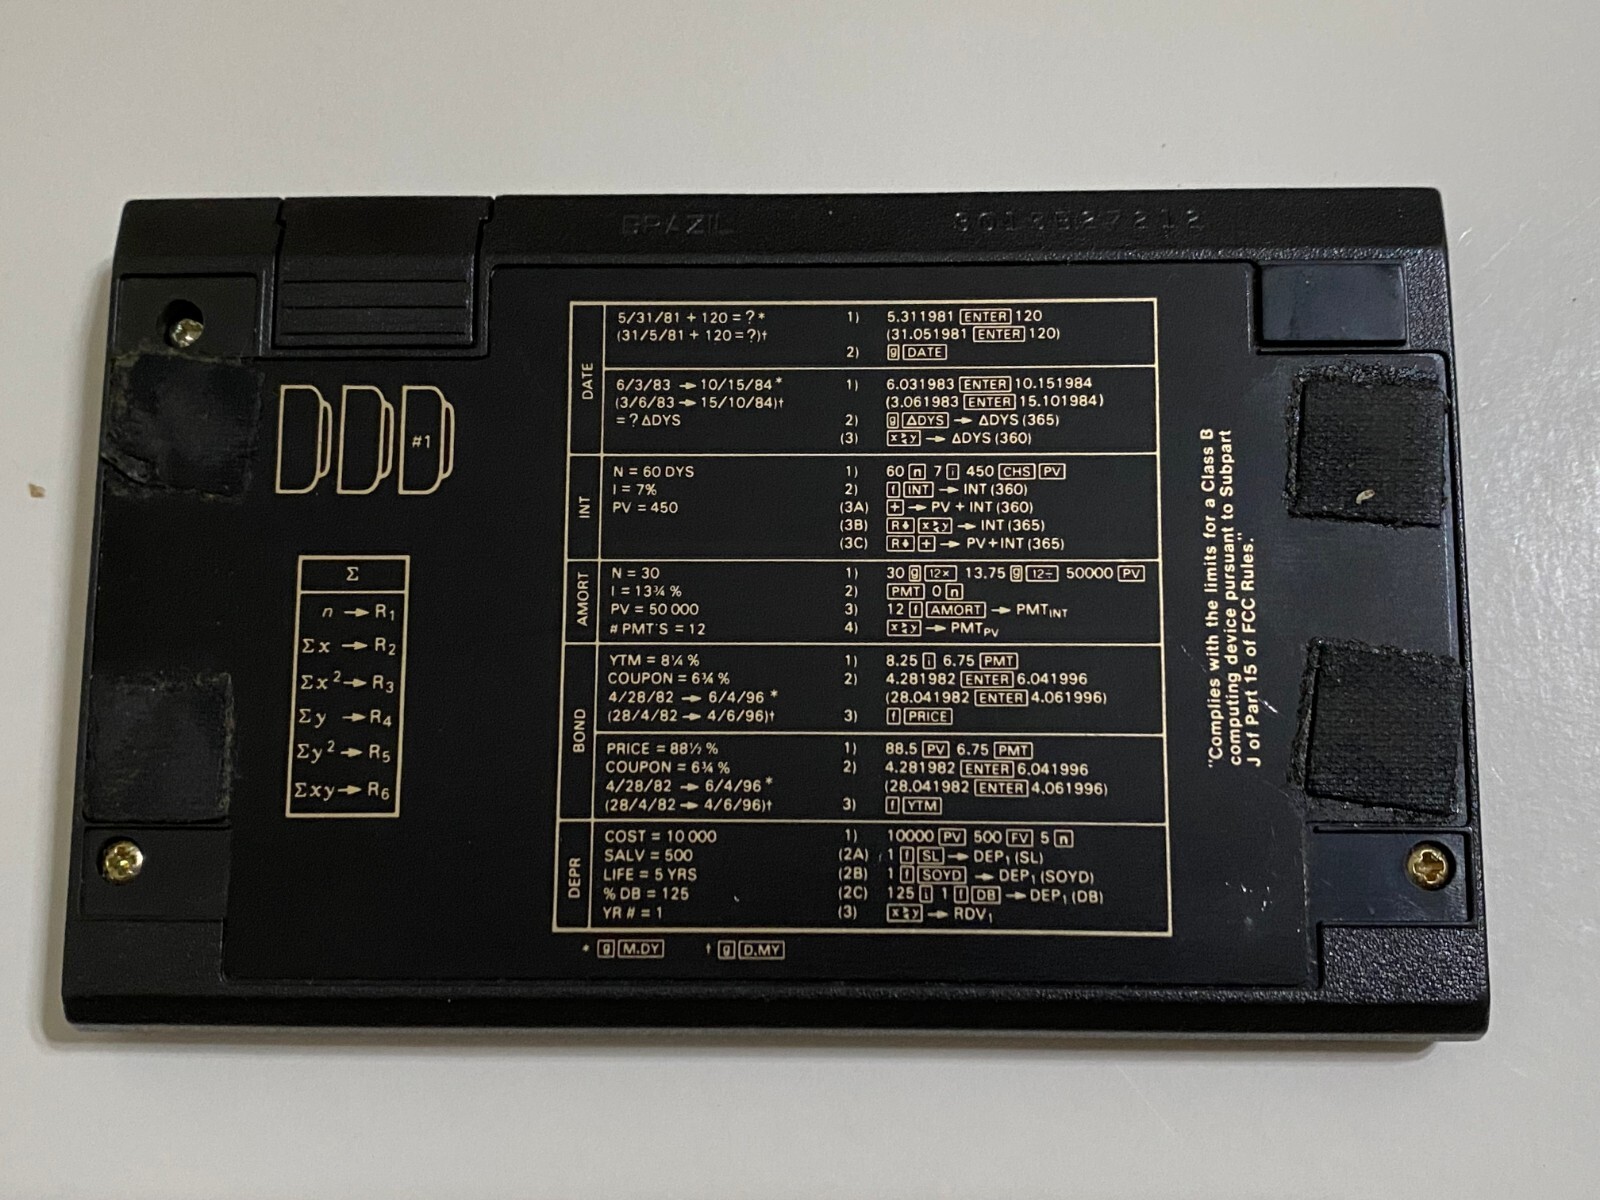 BRAZIL 3013B27212
#1
Σ
n → R1
Σx → R2
Σx² → R3
Σy → R4
Σy² → R5
Σxy → R6
DATE
5/31/81 + 120 = ? * 1) 5.311981 ENTER 120
(31/5/81 + 120 = ?)† (31.051981 ENTER 120)
2) g DATE
6/3/83 → 10/15/84 * 1) 6.031983 ENTER 10.151984
(3/6/83 → 15/10/84)† (3.061983 ENTER 15.101984)
= ? ΔDYS 2) g ΔDYS → ΔDYS (365)
(3) x≷y → ΔDYS (360)
INT
N = 60 DYS 1) 60 n 7 i 450 CHS PV
I = 7% 2) f INT → INT (360)
PV = 450 (3A) + → PV + INT (360)
(3B) R↓ x≷y → INT (365)
(3C) R↓ + → PV+INT (365)
AMORT
N = 30 1) 30 g 12× 13.75 g 12÷ 50000 PV
I = 13¾ % 2) PMT 0 n
PV = 50 000 3) 12 f AMORT → PMTINT
# PMT'S = 12 4) x≷y → PMTPV
BOND
YTM = 8¼ % 1) 8.25 i 6.75 PMT
COUPON = 6¾ % 2) 4.281982 ENTER 6.041996
4/28/82 → 6/4/96 * (28.041982 ENTER 4.061996)
(28/4/82 → 4/6/96)† 3) f PRICE
PRICE = 88½ % 1) 88.5 PV 6.75 PMT
COUPON = 6¾ % 2) 4.281982 ENTER 6.041996
4/28/82 → 6/4/96 * (28.041982 ENTER 4.061996)
(28/4/82 → 4/6/96)† 3) f YTM
DEPR
COST = 10 000 1) 10000 PV 500 FV 5 n
SALV = 500 (2A) 1 f SL → DEP1 (SL)
LIFE = 5 YRS (2B) 1 f SOYD → DEP1 (SOYD)
% DB = 125 (2C) 125 i 1 f DB → DEP1 (DB)
YR # = 1 (3) x≷y → RDV1
* g M.DY † g D.MY
"Complies with the limits for a Class B
computing device pursuant to Subpart
J of Part 15 of FCC Rules."